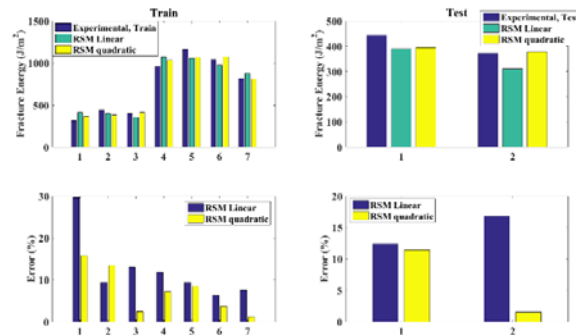 Train
Fracture Energy (J/m²)
1500
1000
500
0
Experimental, Train
RSM Linear
RSM quadratic
1 2 3 4 5 6 7
Test
Fracture Energy (J/m²)
500
400
300
200
100
0
Experimental, Test
RSM Linear
RSM quadratic
1 2
Error (%)
30
20
10
0
RSM Linear
RSM quadratic
1 2 3 4 5 6 7
Error (%)
20
15
10
5
0
RSM Linear
RSM quadratic
1 2